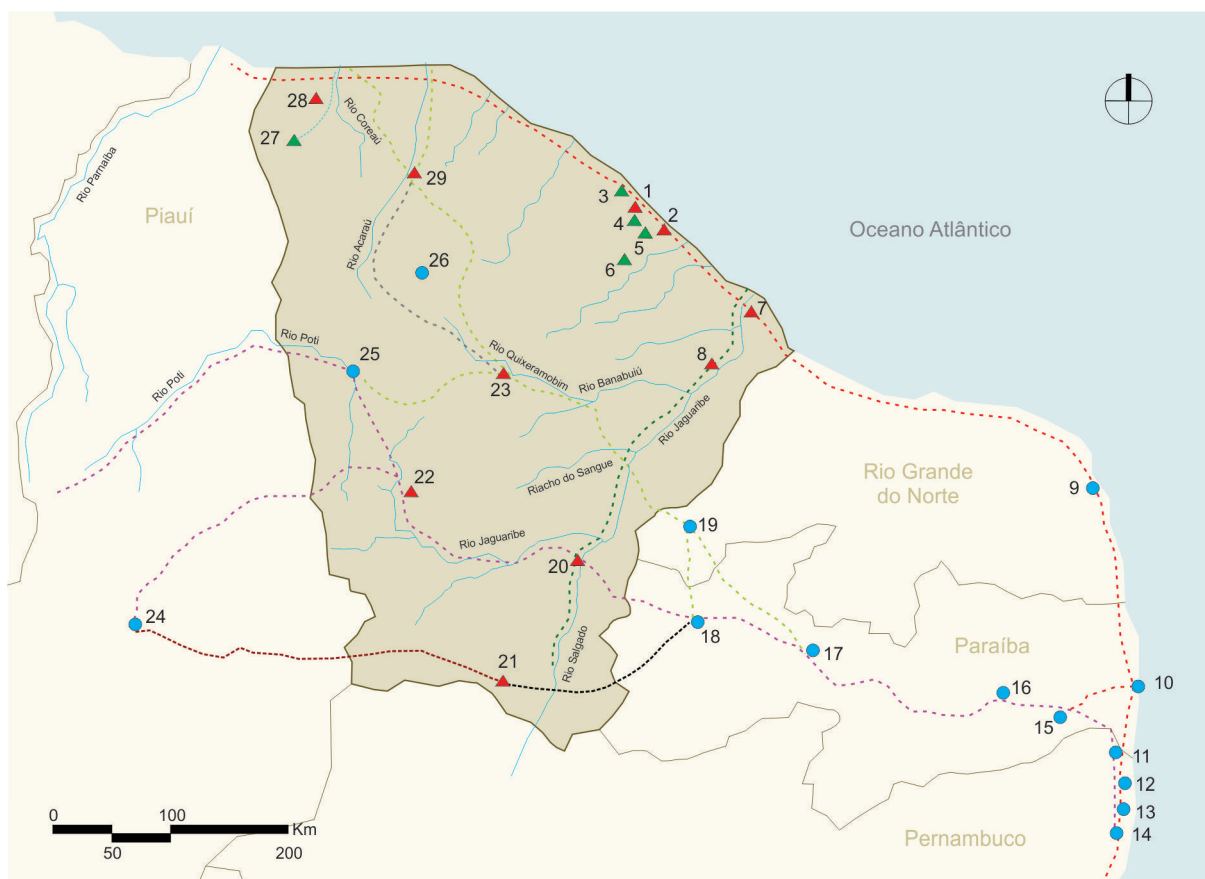 28
27
Rio Coreaú
29
3
1
4
2
5
6
Rio Parnaíba
Piauí
Rio Acaraú
26
Oceano Atlântico
7
Rio Poti
25
Rio Poti
Rio Quixeramobim
23
Rio Banabuiú
8
Rio Jaguaribe
22
Riacho do Sangue
Rio Grande
do Norte
9
19
Rio Jaguaribe
20
24
18
21
Rio Salgado
17
Paraíba
16
10
15
11
12
13
14
Pernambuco
0
100
Km
50
200